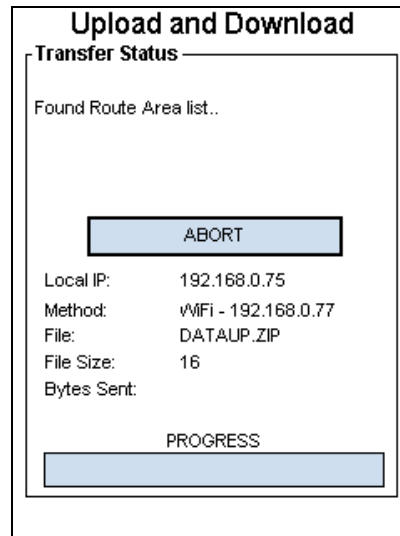 Upload and Download
Transfer Status
Found Route Area list..
ABORT
Local IP: 192.168.0.75
Method: WiFi - 192.168.0.77
File: DATAUP.ZIP
File Size: 16
Bytes Sent:
PROGRESS